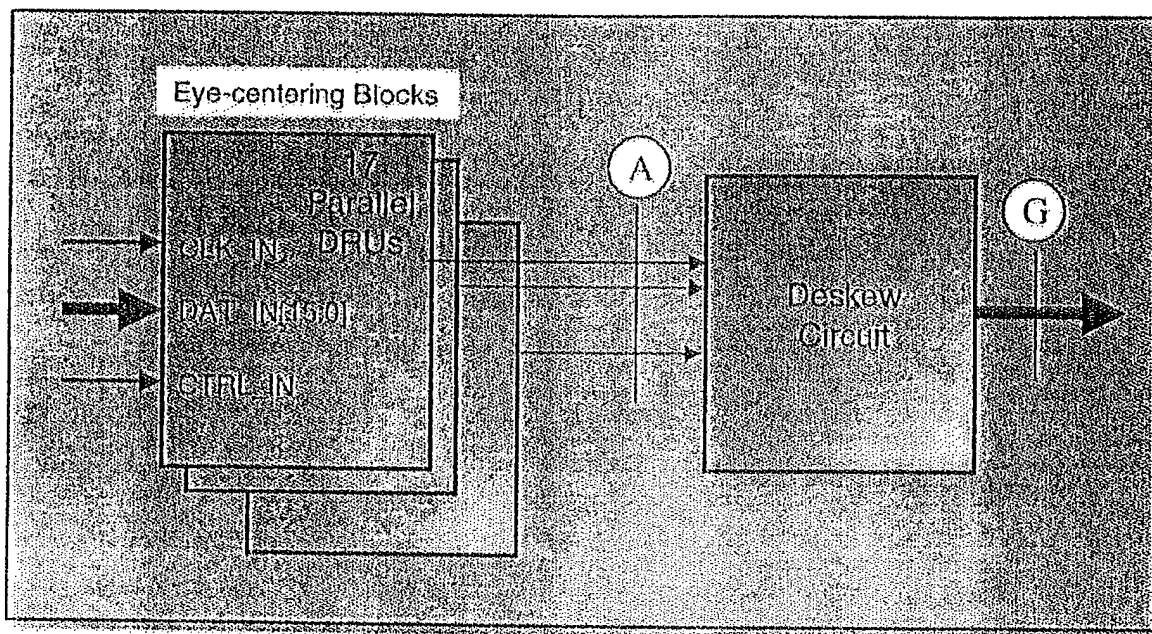 Eye-centering Blocks
17
Parallel
DRUs
CLK_IN
DAT_IN[15:0]
CTRL_IN
A
Deskew
Circuit
G